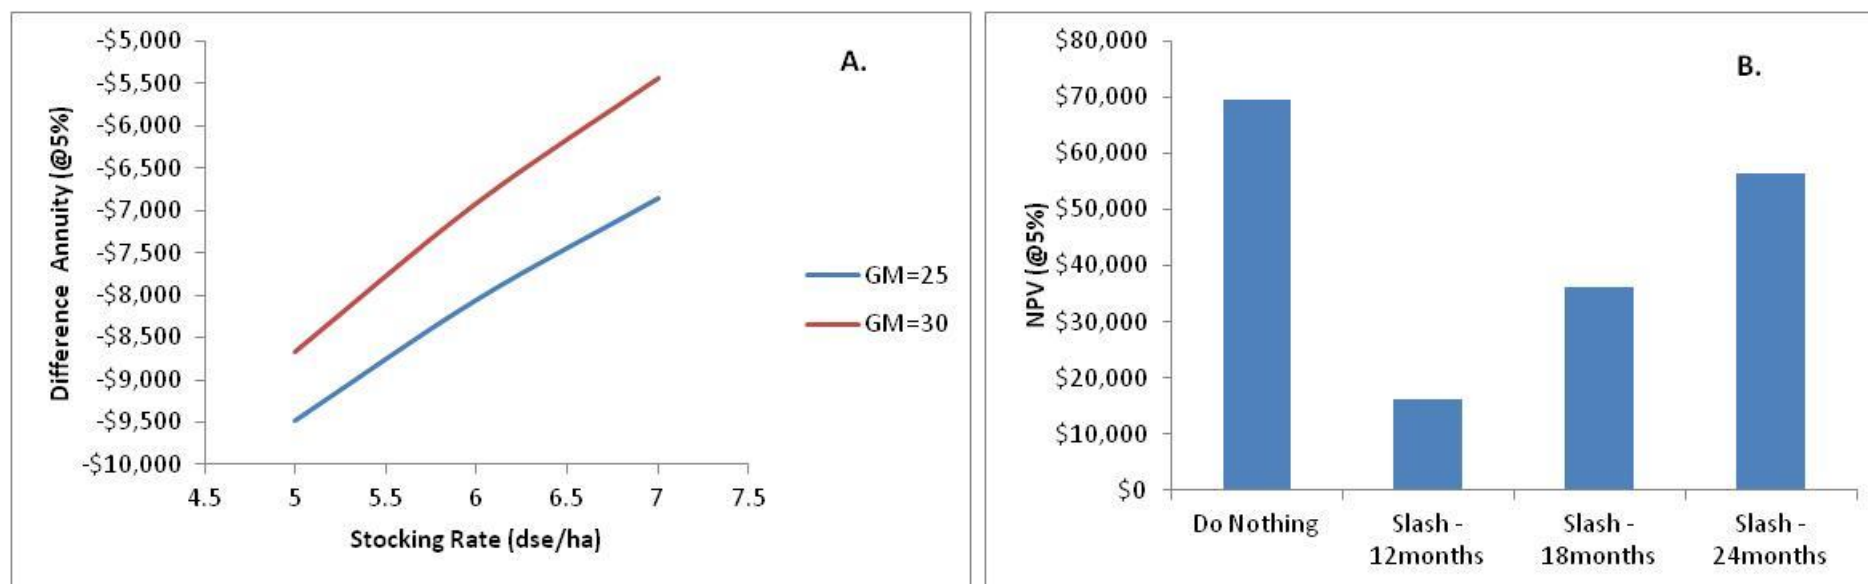 A.
Difference Annuity (@5%)
-$5,000
-$5,500
-$6,000
-$6,500
-$7,000
-$7,500
-$8,000
-$8,500
-$9,000
-$9,500
-$10,000
4.5 5 5.5 6 6.5 7 7.5
Stocking Rate (dse/ha)
GM=25
GM=30
B.
NPV (@5%)
$80,000
$70,000
$60,000
$50,000
$40,000
$30,000
$20,000
$10,000
$0
Do Nothing
Slash -
12months
Slash -
18months
Slash -
24months